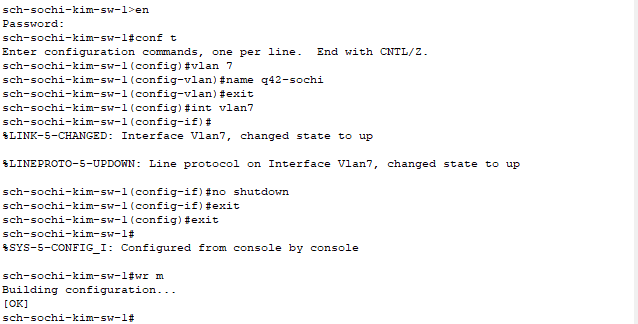 sch-sochi-kim-sw-1>en
Password:
sch-sochi-kim-sw-1#conf t
Enter configuration commands, one per line.  End with CNTL/Z.
sch-sochi-kim-sw-1(config)#vlan 7
sch-sochi-kim-sw-1(config-vlan)#name q42-sochi
sch-sochi-kim-sw-1(config-vlan)#exit
sch-sochi-kim-sw-1(config)#int vlan7
sch-sochi-kim-sw-1(config-if)#
%LINK-5-CHANGED: Interface Vlan7, changed state to up
%LINEPROTO-5-UPDOWN: Line protocol on Interface Vlan7, changed state to up
sch-sochi-kim-sw-1(config-if)#no shutdown
sch-sochi-kim-sw-1(config-if)#exit
sch-sochi-kim-sw-1(config)#exit
sch-sochi-kim-sw-1#
%SYS-5-CONFIG_I: Configured from console by console
sch-sochi-kim-sw-1#wr m
Building configuration...
[OK]
sch-sochi-kim-sw-1#